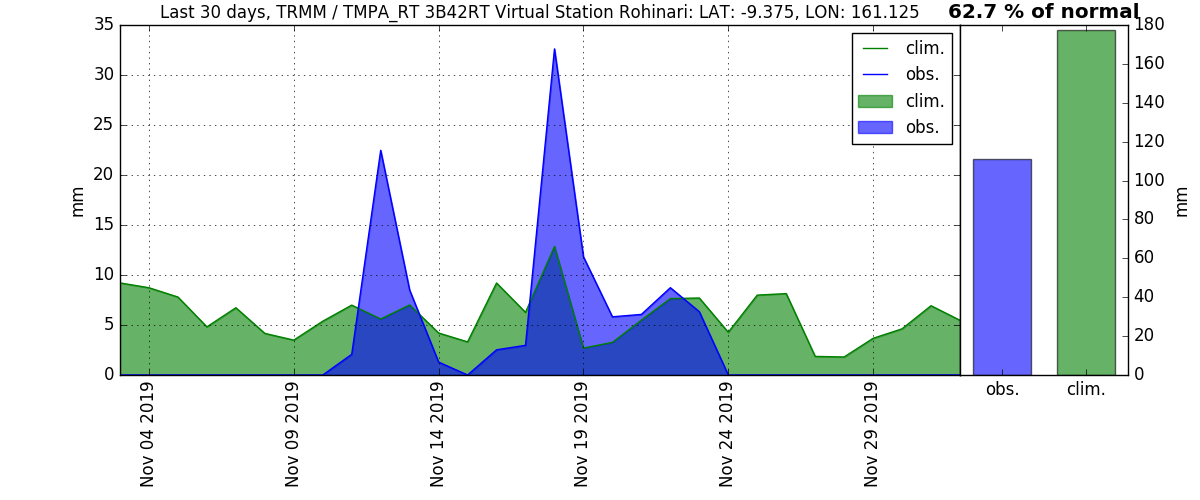 Last 30 days, TRMM / TMPA_RT 3B42RT Virtual Station Rohinari: LAT: -9.375, LON: 161.125
62.7 % of normal
mm
35
30
25
20
15
10
5
0
clim.
obs.
clim.
obs.
180
160
140
120
100
80
60
40
20
0
mm
Nov 04 2019
Nov 09 2019
Nov 14 2019
Nov 19 2019
Nov 24 2019
Nov 29 2019
obs.
clim.